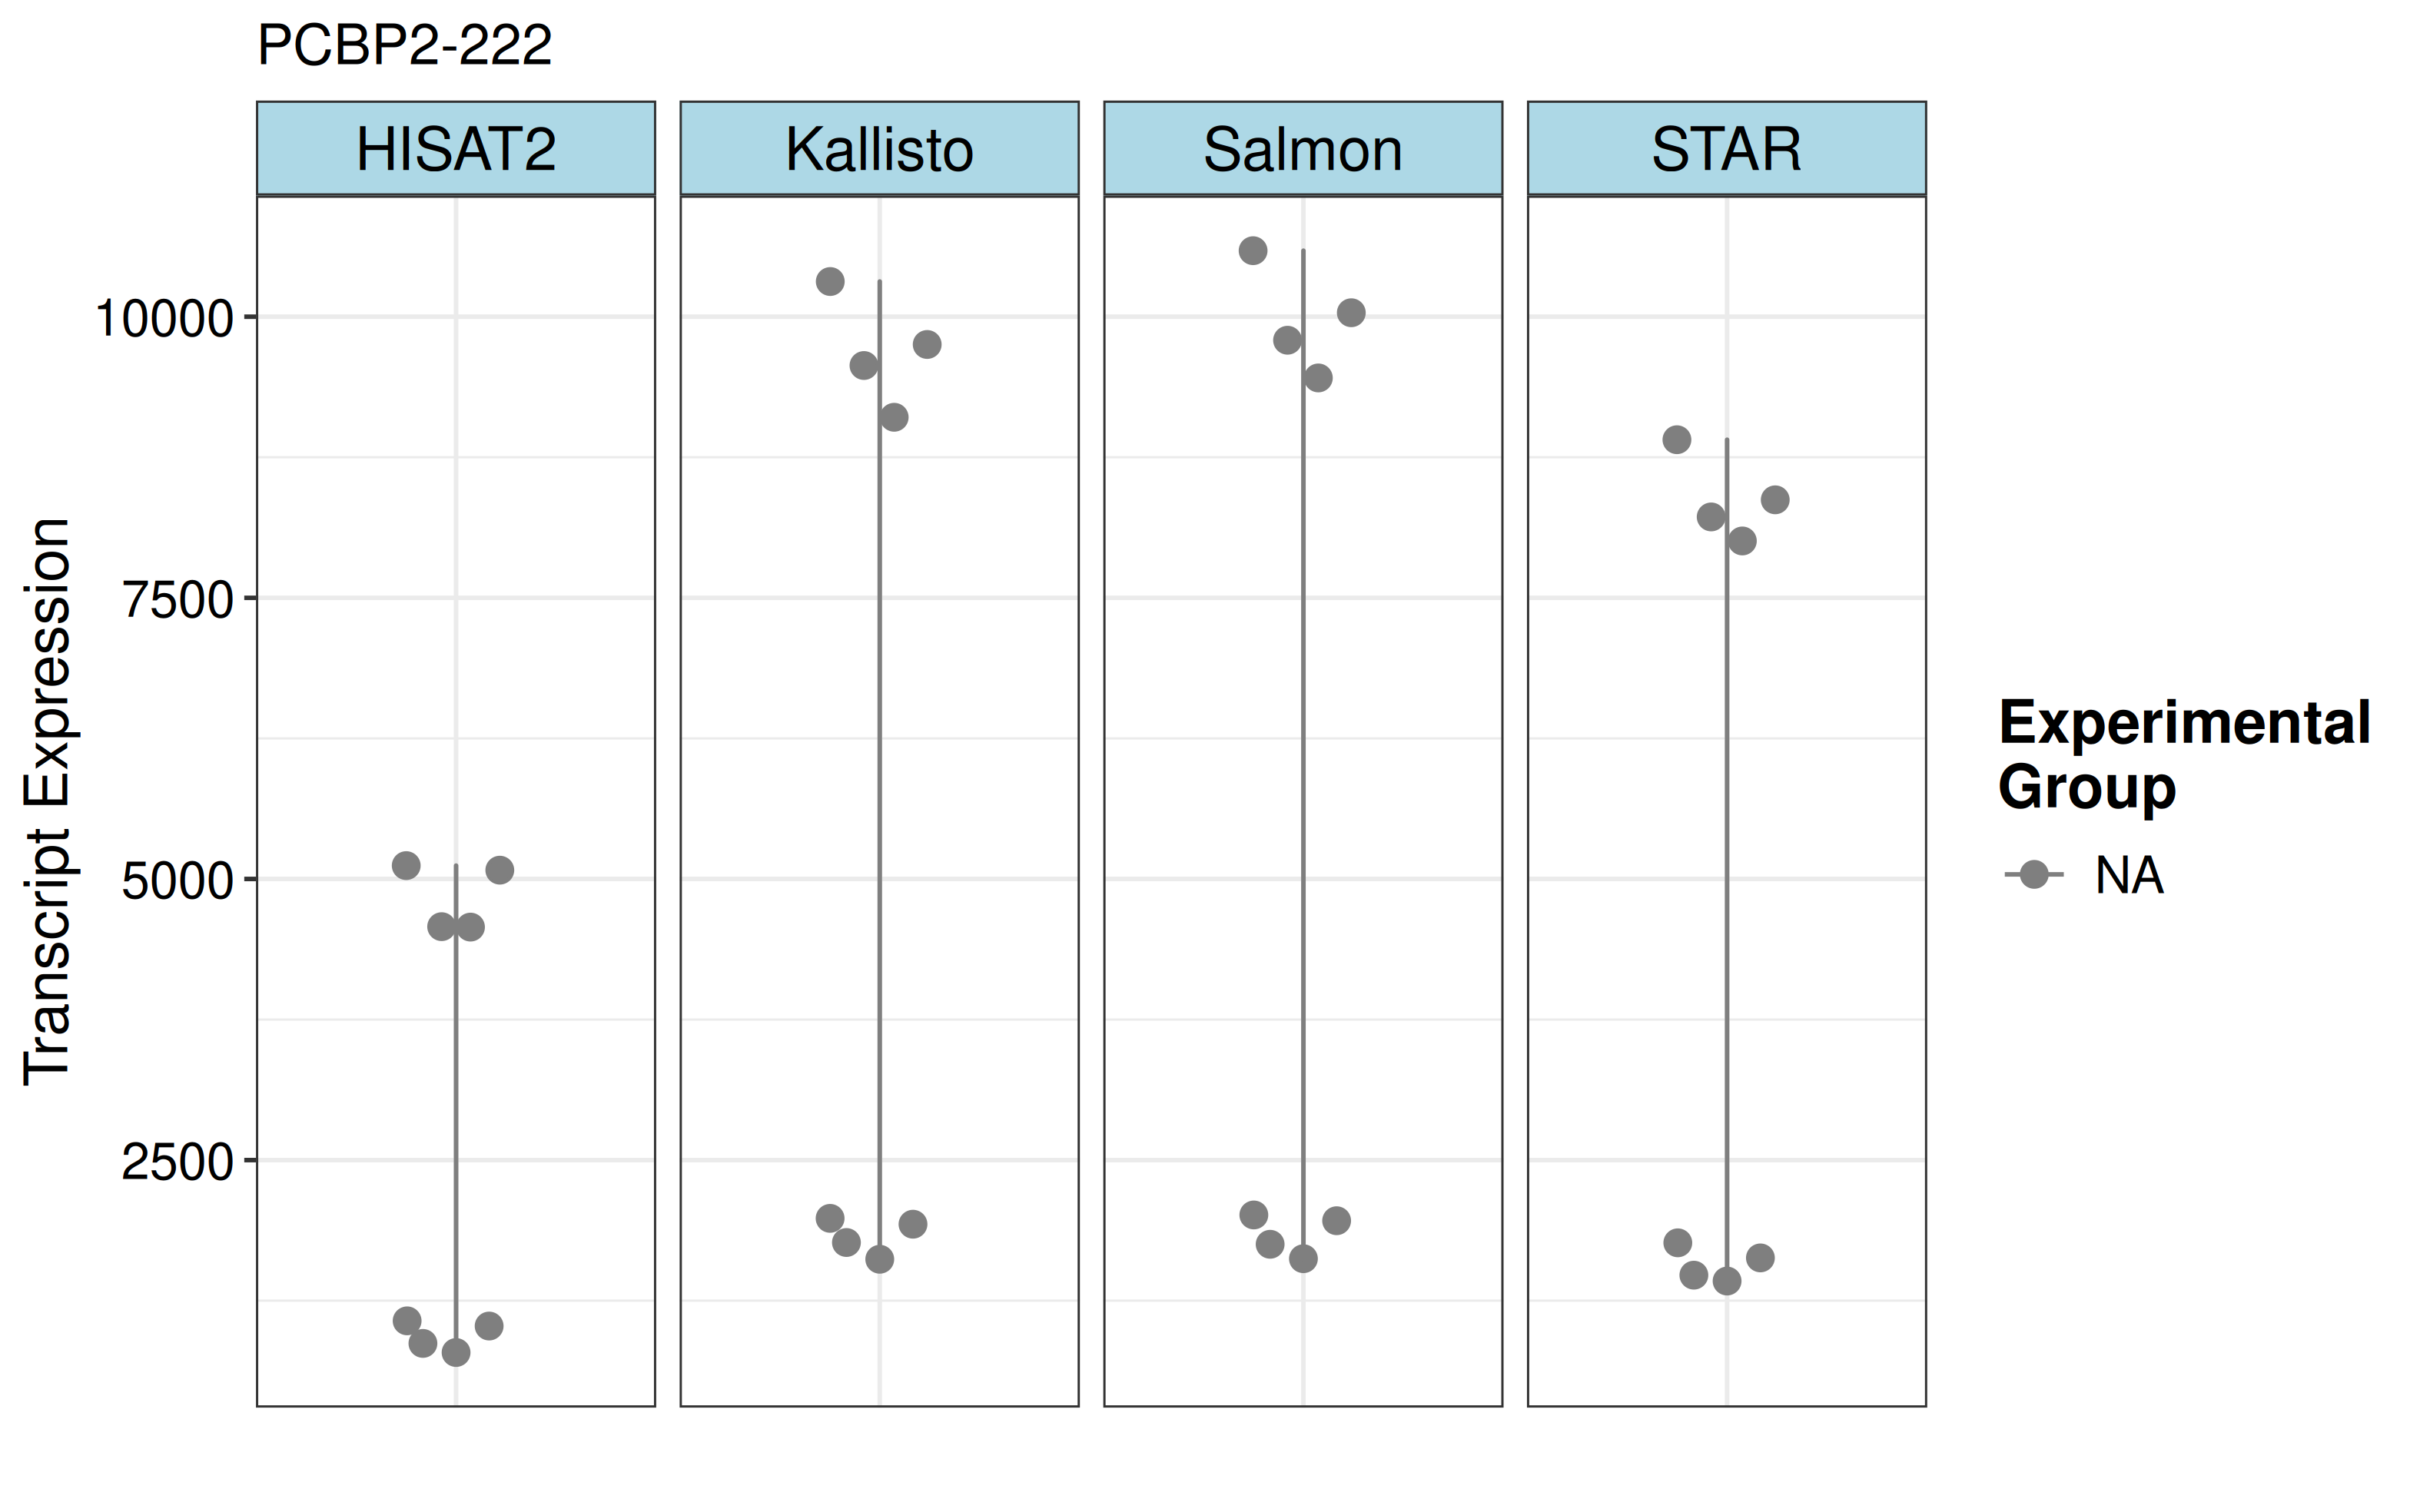 PCBP2-222
HISAT2
Kallisto
Salmon
STAR
10000
7500
5000
2500
Transcript Expression
Experimental
Group
NA